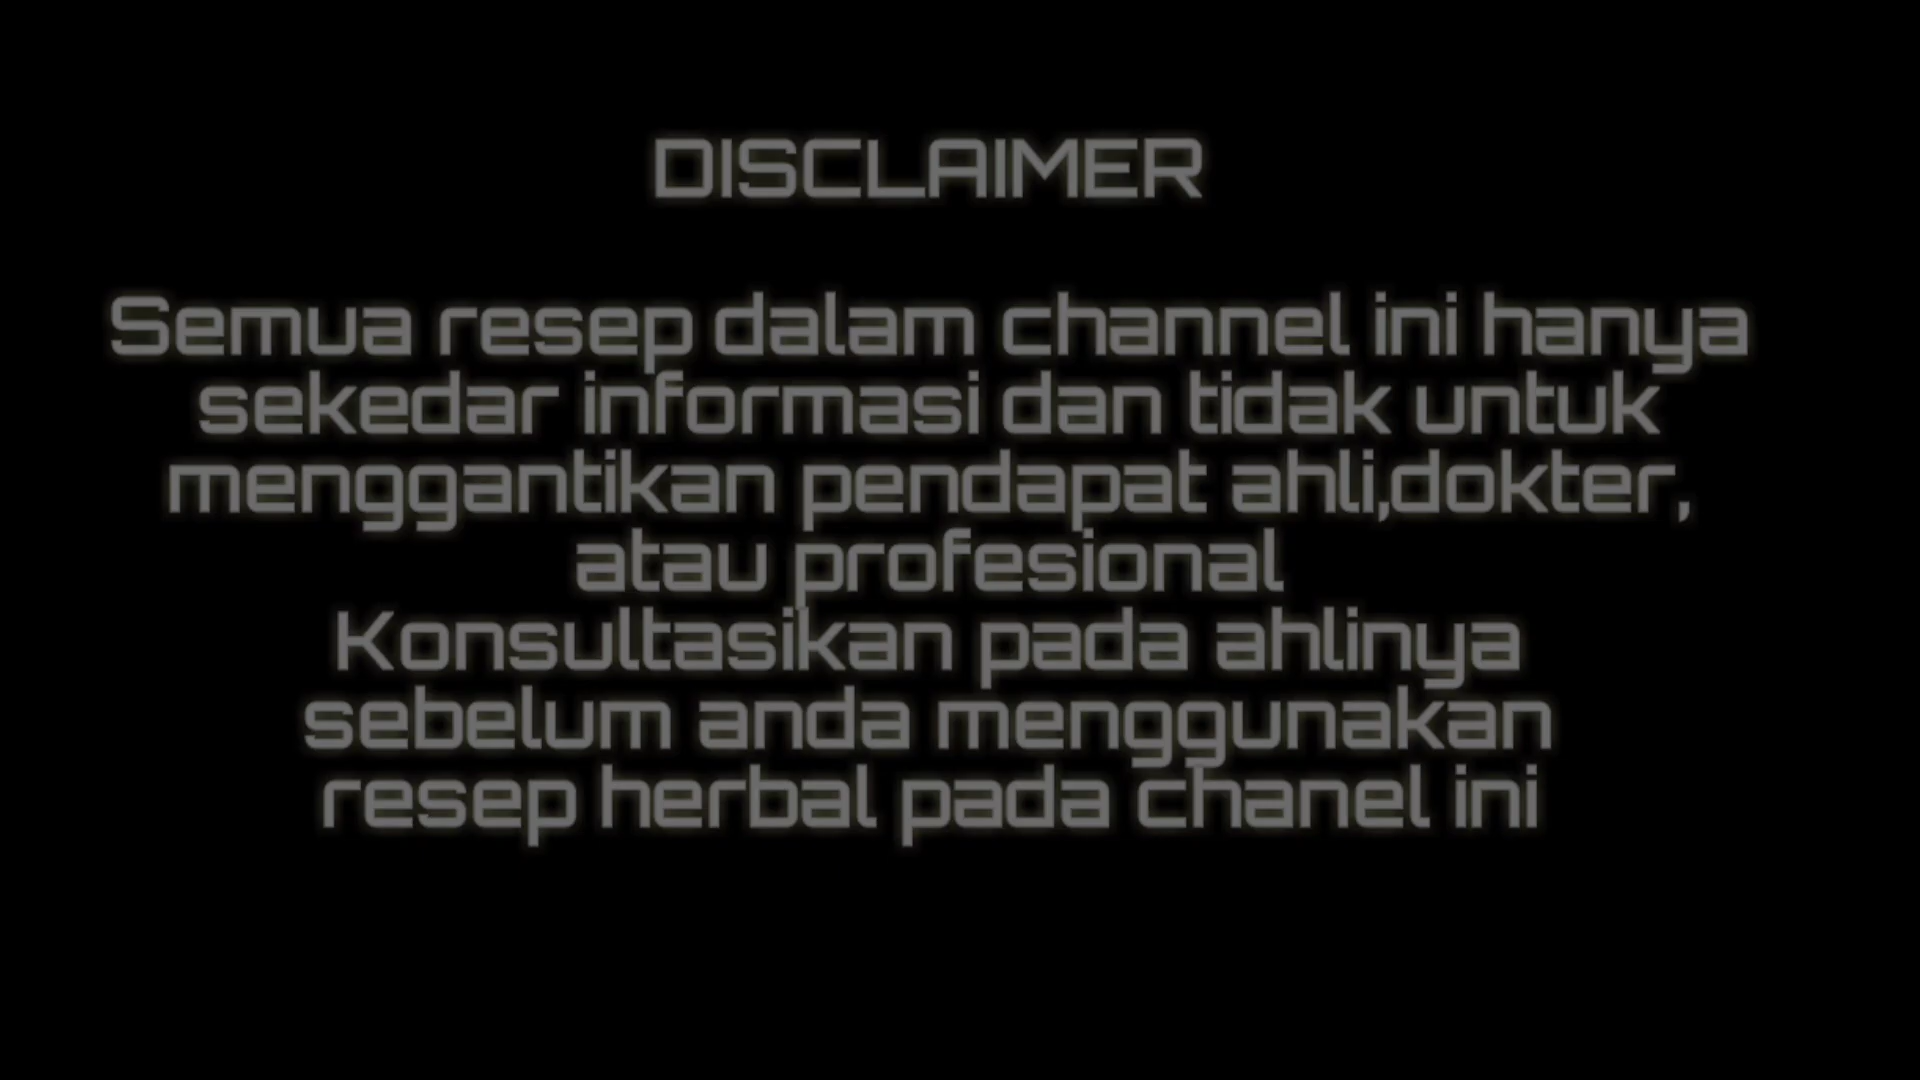 DISCLAIMER
Semua resep dalam channel ini hanya
sekedar informasi dan tidak untuk
menggantikan pendapat ahli,dokter,
atau profesional
Konsultasikan pada ahlinya
sebelum anda menggunakan
resep herbal pada chanel ini